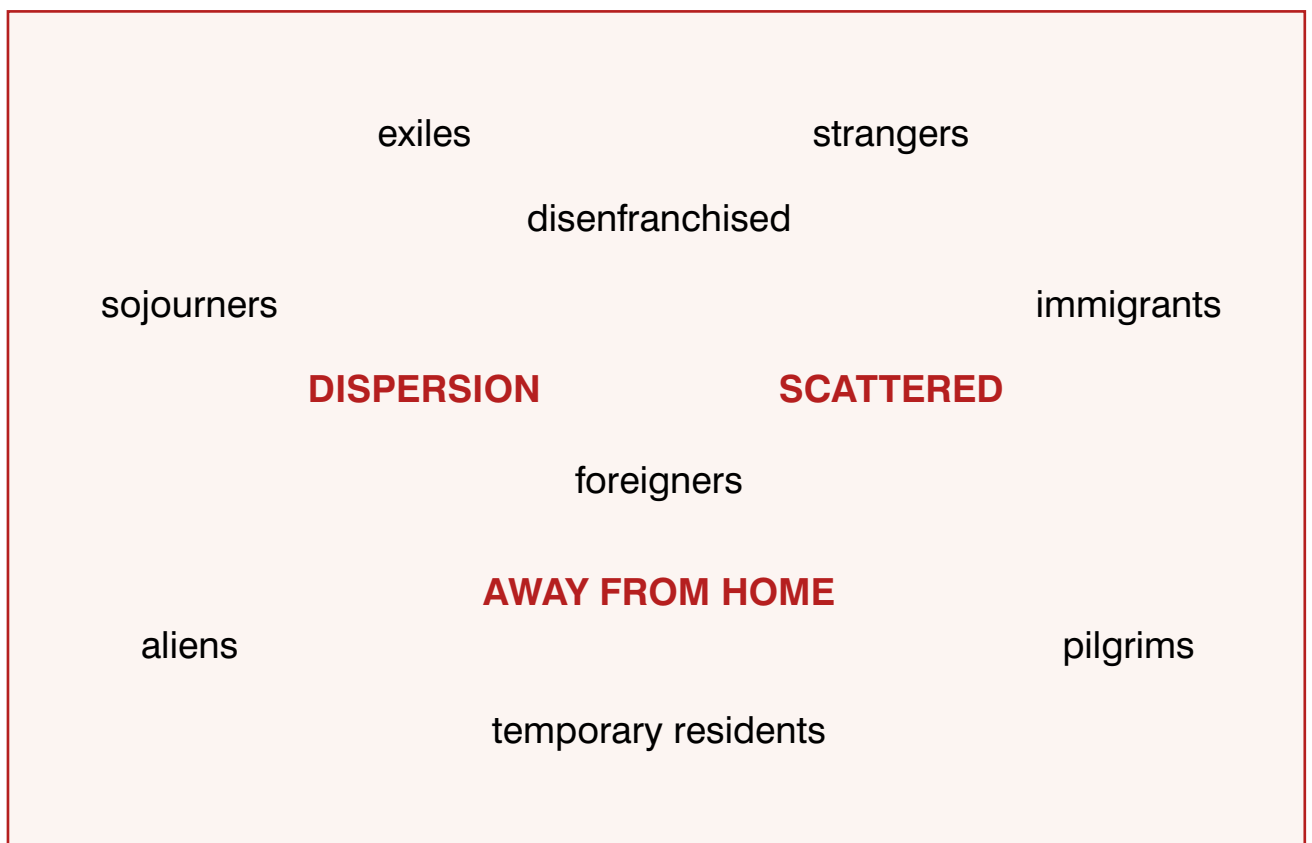 exiles strangers
disenfranchised
sojourners immigrants
DISPERSION SCATTERED
foreigners
AWAY FROM HOME
aliens pilgrims
temporary residents